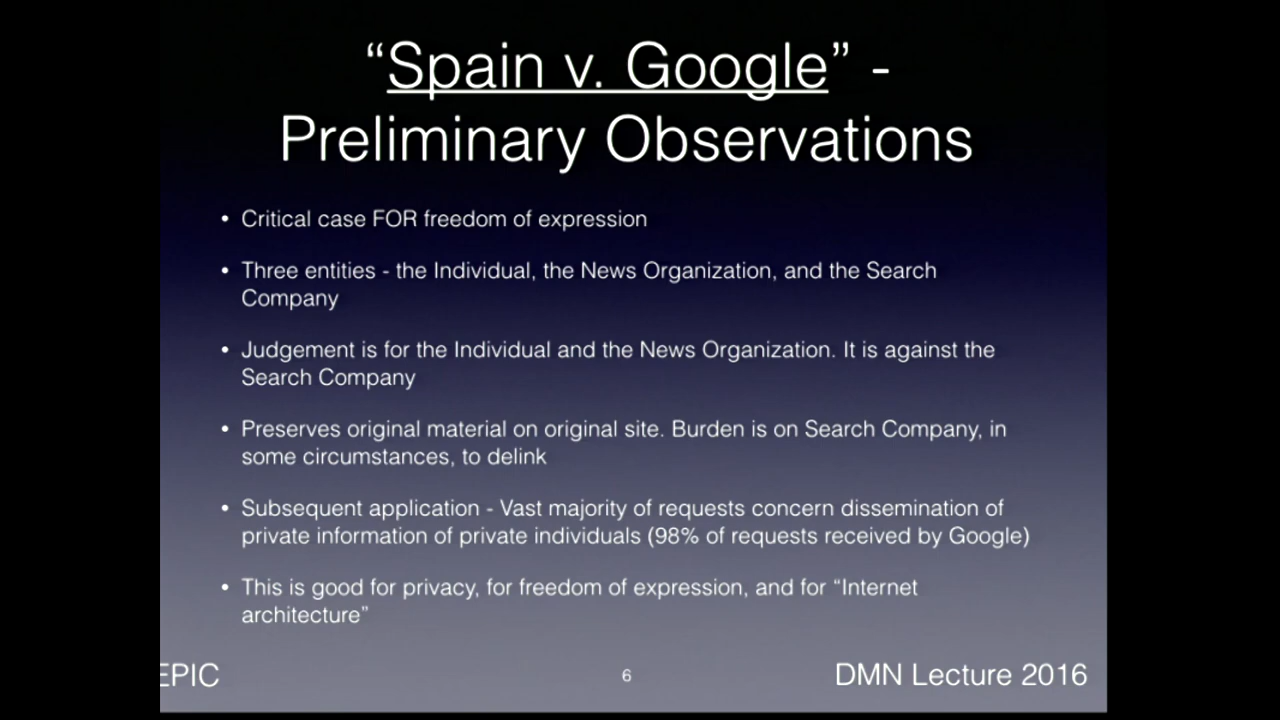 “Spain v. Google” -
Preliminary Observations
• Critical case FOR freedom of expression
• Three entities - the Individual, the News Organization, and the Search
Company
• Judgement is for the Individual and the News Organization. It is against the
Search Company
• Preserves original material on original site. Burden is on Search Company, in
some circumstances, to delink
• Subsequent application - Vast majority of requests concern dissemination of
private information of private individuals (98% of requests received by Google)
• This is good for privacy, for freedom of expression, and for “Internet
architecture”
EPIC
6
DMN Lecture 2016